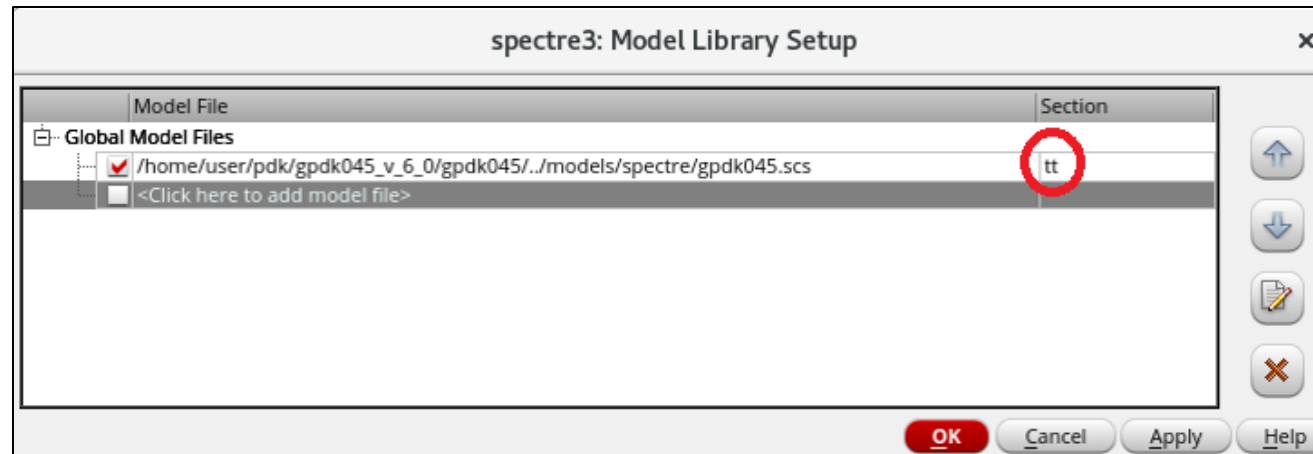 spectre3: Model Library Setup
Model File Section
Global Model Files
/home/user/pdk/gpdk045_v_6_0/gpdk045/../models/spectre/gpdk045.scs tt
<Click here to add model file>
OK Cancel Apply Help